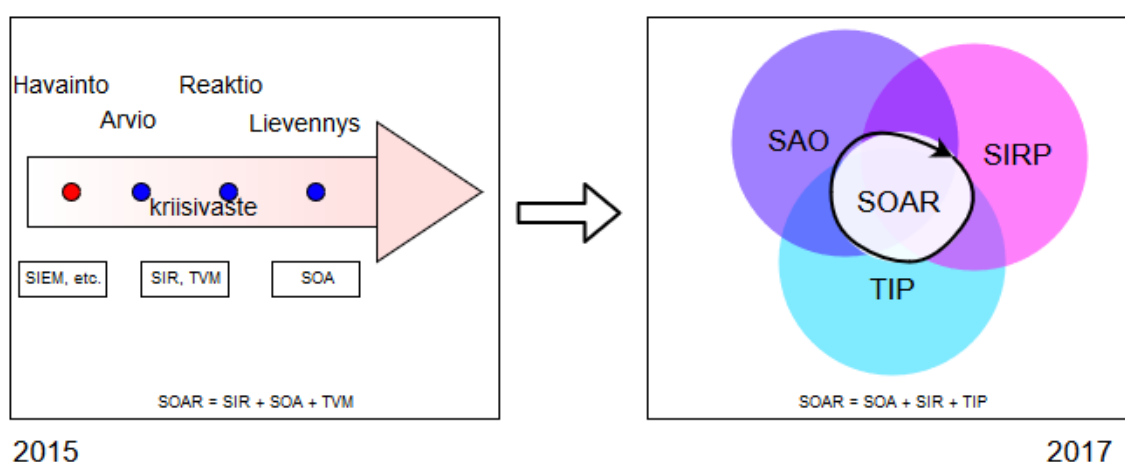 Havainto
Reaktio
Arvio
Lievennys
kriisivaste
SIEM, etc.
SIR, TVM
SOA
SOAR = SIR + SOA + TVM
2015
SAO
SIRP
SOAR
TIP
SOAR = SOA + SIR + TIP
2017